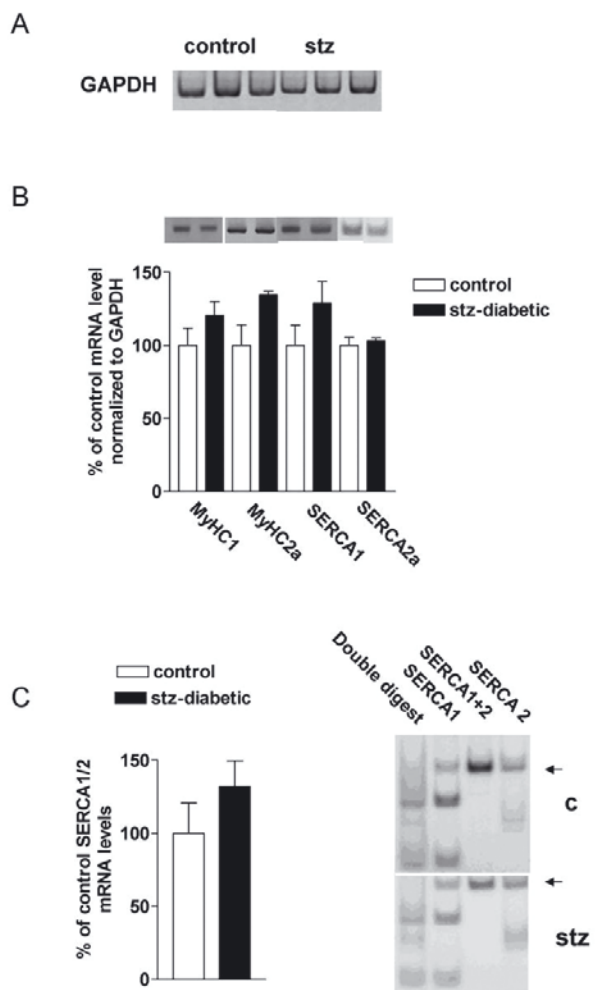 A
control stz
GAPDH
B
150
100
50
0
% of control mRNA level
normalized to GAPDH
control
stz-diabetic
MyHC1
MyHC2a
SERCA1
SERCA2a
C
control
stz-diabetic
150
100
50
0
% of control SERCA1/2
mRNA levels
Double digest
SERCA1
SERCA1+2
SERCA 2
c
stz